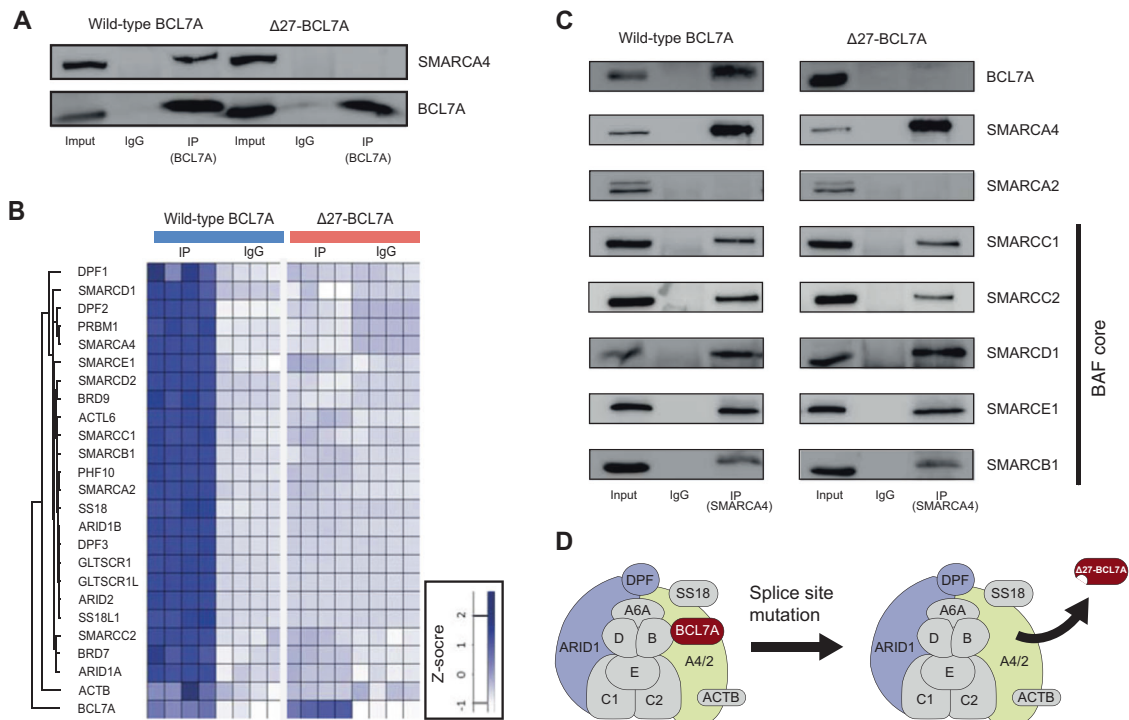 A
Wild-type BCL7A
Δ27-BCL7A
SMARCA4
BCL7A
Imput
IgG
IP
(BCL7A)
Imput
IgG
IP
(BCL7A)
B
Wild-type BCL7A
Δ27-BCL7A
IP
IgG
IP
IgG
DPF1
SMARCD1
DPF2
PRBM1
SMARCA4
SMARCE1
SMARCD2
BRD9
ACTL6
SMARCC1
SMARCB1
PHF10
SMARCA2
SS18
ARID1B
DPF3
GLTSCR1
GLTSCR1L
ARID2
SS18L1
SMARCC2
BRD7
ARID1A
ACTB
BCL7A
Z-score
-1 0 1 2
C
Wild-type BCL7A
Δ27-BCL7A
BCL7A
SMARCA4
SMARCA2
SMARCC1
SMARCC2
SMARCD1
SMARCE1
SMARCB1
BAF core
Input
IgG
IP
(SMARCA4)
Input
IgG
IP
(SMARCA4)
D
DPF
SS18
A6A
ARID1
D
B
BCL7A
A4/2
E
C1
C2
ACTB
Splice site
mutation
DPF
SS18
A6A
ARID1
D
B
A4/2
E
C1
C2
ACTB
Δ27-BCL7A